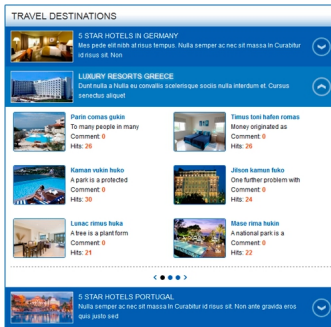 TRAVEL DESTINATIONS
5 STAR HOTELS IN GERMANY
Mes pede elit nibh at risus tempus. Nulla semper ac nec sit massa In Curabitur
id risus sit. Non
LUXURY RESORTS GREECE
Dunt nulla a Nulla eu convallis scelerisque sociis nulla interdum et. Cursus
senectus aliquet
Parin comas gukin
To many people in many
Comment: 0
Hits: 26
Timus toni hafen romas
Money originated as
Comment: 0
Hits: 26
Kaman vukin huko
A park is a protected
Comment: 0
Hits: 30
Jilson kamun fuko
One further problem with
Comment: 0
Hits: 24
Lunac rimus huka
A tree is a plant form
Comment: 0
Hits: 21
Mase rima hukin
A national park is a
Comment: 0
Hits: 22
5 STAR HOTELS PORTUGAL
Nulla semper ac nec sit massa In Curabitur id risus sit. Non ante gravida eros
quis justo sed